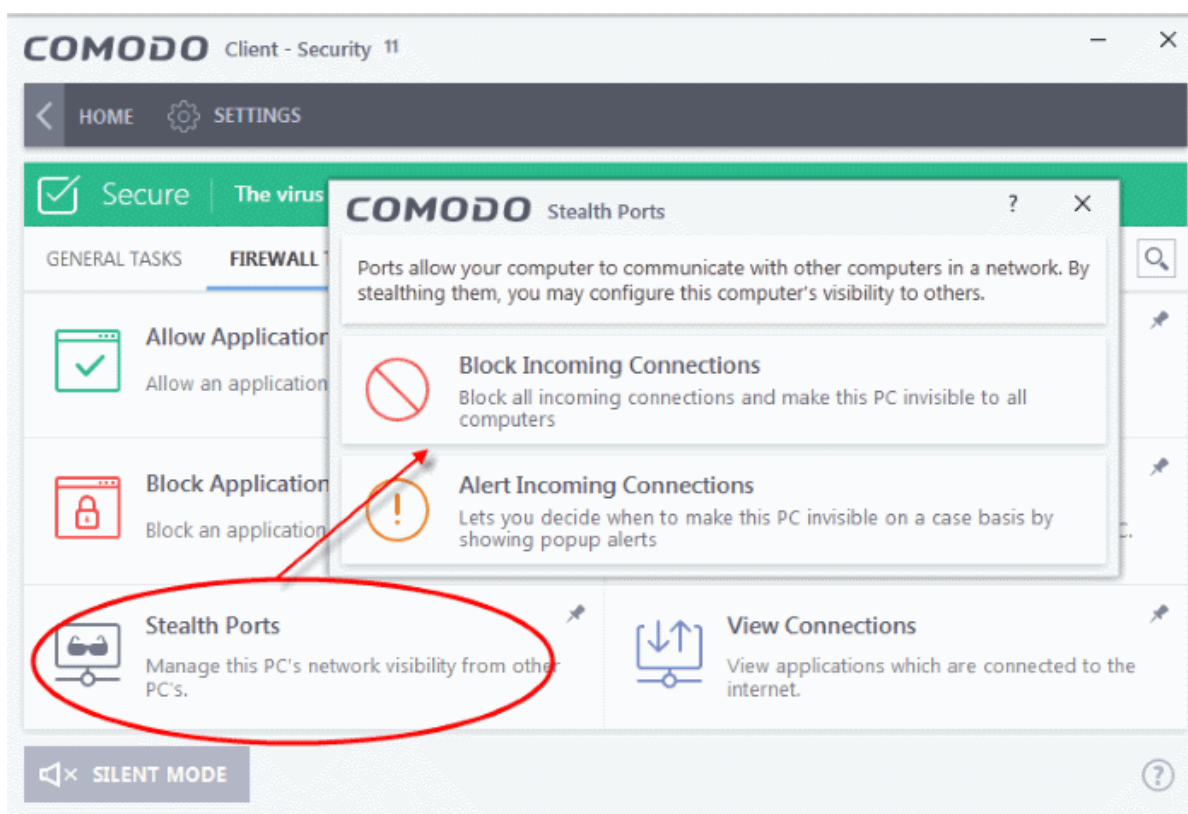 COMODO Client - Security 11
HOME SETTINGS
Secure The virus
GENERAL TASKS FIREWALL
COMODO Stealth Ports ? ×
Ports allow your computer to communicate with other computers in a network. By
stealthing them, you may configure this computer's visibility to others.
Block Incoming Connections
Block all incoming connections and make this PC invisible to all
computers
Alert Incoming Connections
Lets you decide when to make this PC invisible on a case basis by
showing popup alerts
Allow Application
Allow an application
Block Application
Block an application
Stealth Ports
Manage this PC's network visibility from other
PC's.
View Connections
View applications which are connected to the
internet.
SILENT MODE